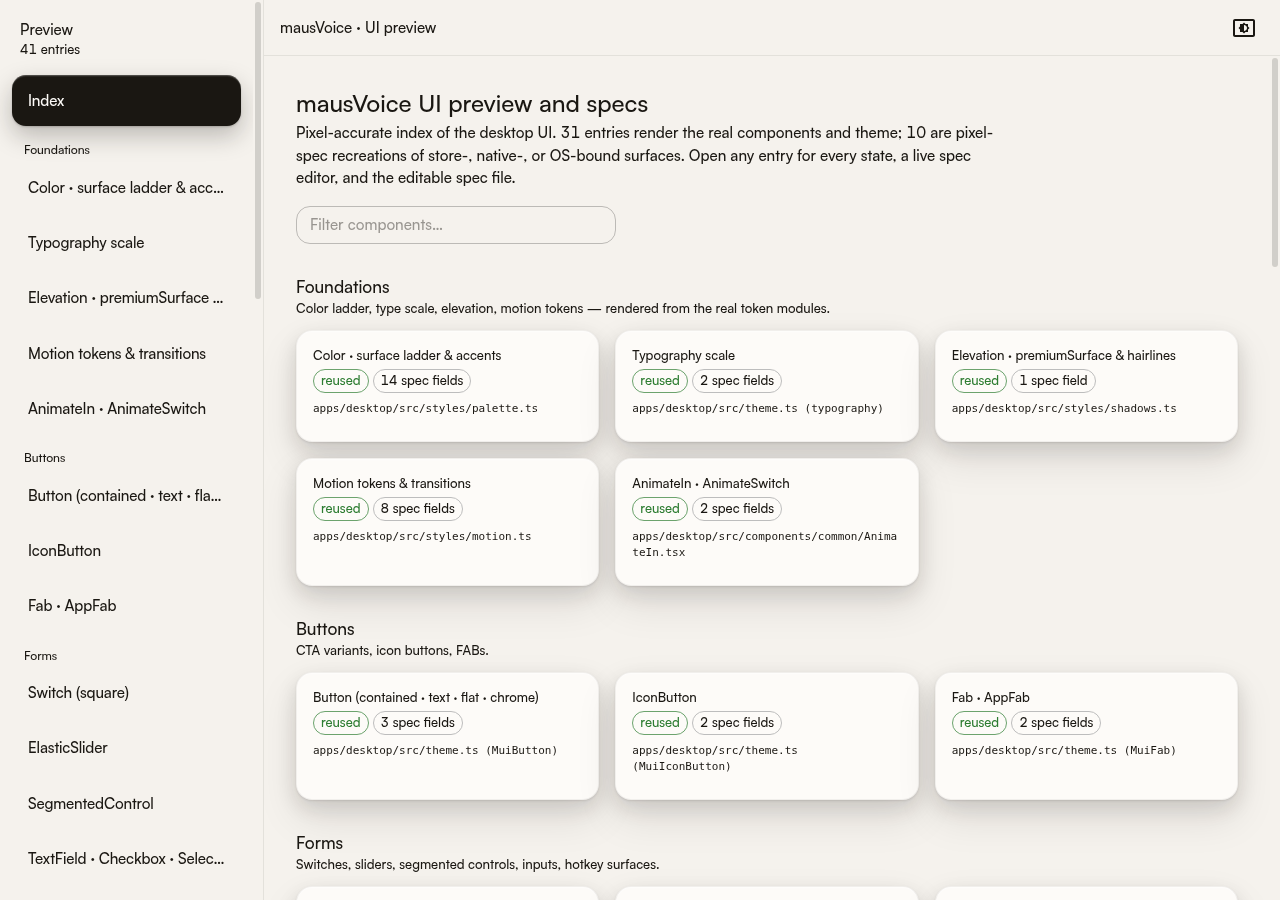 Preview
41 entries
Index
Foundations
Color · surface ladder & acc...
Typography scale
Elevation · premiumSurface ...
Motion tokens & transitions
AnimateIn · AnimateSwitch
Buttons
Button (contained · text · fla...
IconButton
Fab · AppFab
Forms
Switch (square)
ElasticSlider
SegmentedControl
TextField · Checkbox · Selec...
mausVoice · UI preview
mausVoice UI preview and specs
Pixel-accurate index of the desktop UI. 31 entries render the real components and theme; 10 are pixel-
spec recreations of store-, native-, or OS-bound surfaces. Open any entry for every state, a live spec
editor, and the editable spec file.
Filter components...
Foundations
Color ladder, type scale, elevation, motion tokens — rendered from the real token modules.
Color · surface ladder & accents
reused
14 spec fields
apps/desktop/src/styles/palette.ts
Typography scale
reused
2 spec fields
apps/desktop/src/theme.ts (typography)
Elevation · premiumSurface & hairlines
reused
1 spec field
apps/desktop/src/styles/shadows.ts
Motion tokens & transitions
reused
8 spec fields
apps/desktop/src/styles/motion.ts
AnimateIn · AnimateSwitch
reused
2 spec fields
apps/desktop/src/components/common/Anima
teIn.tsx
Buttons
CTA variants, icon buttons, FABs.
Button (contained · text · flat · chrome)
reused
3 spec fields
apps/desktop/src/theme.ts (MuiButton)
IconButton
reused
2 spec fields
apps/desktop/src/theme.ts
(MuiIconButton)
Fab · AppFab
reused
2 spec fields
apps/desktop/src/theme.ts (MuiFab)
Forms
Switches, sliders, segmented controls, inputs, hotkey surfaces.